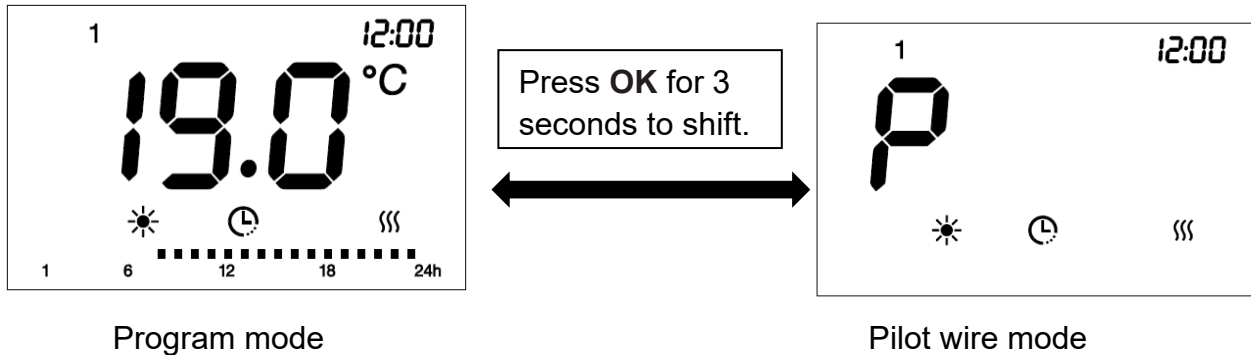 1 12:00
19.0 °C
1 6 12 18 24h
Program mode
Press OK for 3
seconds to shift.
1 12:00
P
Pilot wire mode